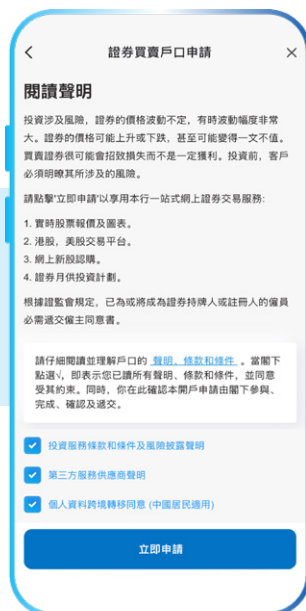 證券買賣戶口申請
閱讀聲明
投資涉及風險，證券的價格波動不定，有時波動幅度非常
大。證券的價格可能上升或下跌，甚至可能變得一文不值。
買賣證券很可能會招致損失而不是一定獲利。投資前，客戶
必須明瞭其所涉及的風險。
請點擊"立即申請"以享用本行一站式網上證券交易服務:
1. 實時股票報價及圖表。
2. 港股，美股交易平台。
3. 網上新股認購。
4. 證券月供投資計劃。
根據證監會規定，已為或將成為證券持牌人或註冊人的僱員
必需遞交僱主同意書。
請仔細閱讀並理解戶口的 聲明、條款和條件 。當閣下
點選√，即表示您已讀所有聲明、條款和條件，並同意
受其約束。同時，你在此確認本開戶申請由閣下參與、
完成、確認及遞交。
投資服務條款和條件及風險披露聲明
第三方服務供應商聲明
個人資料跨境轉移同意 (中國居民適用)
立即申請